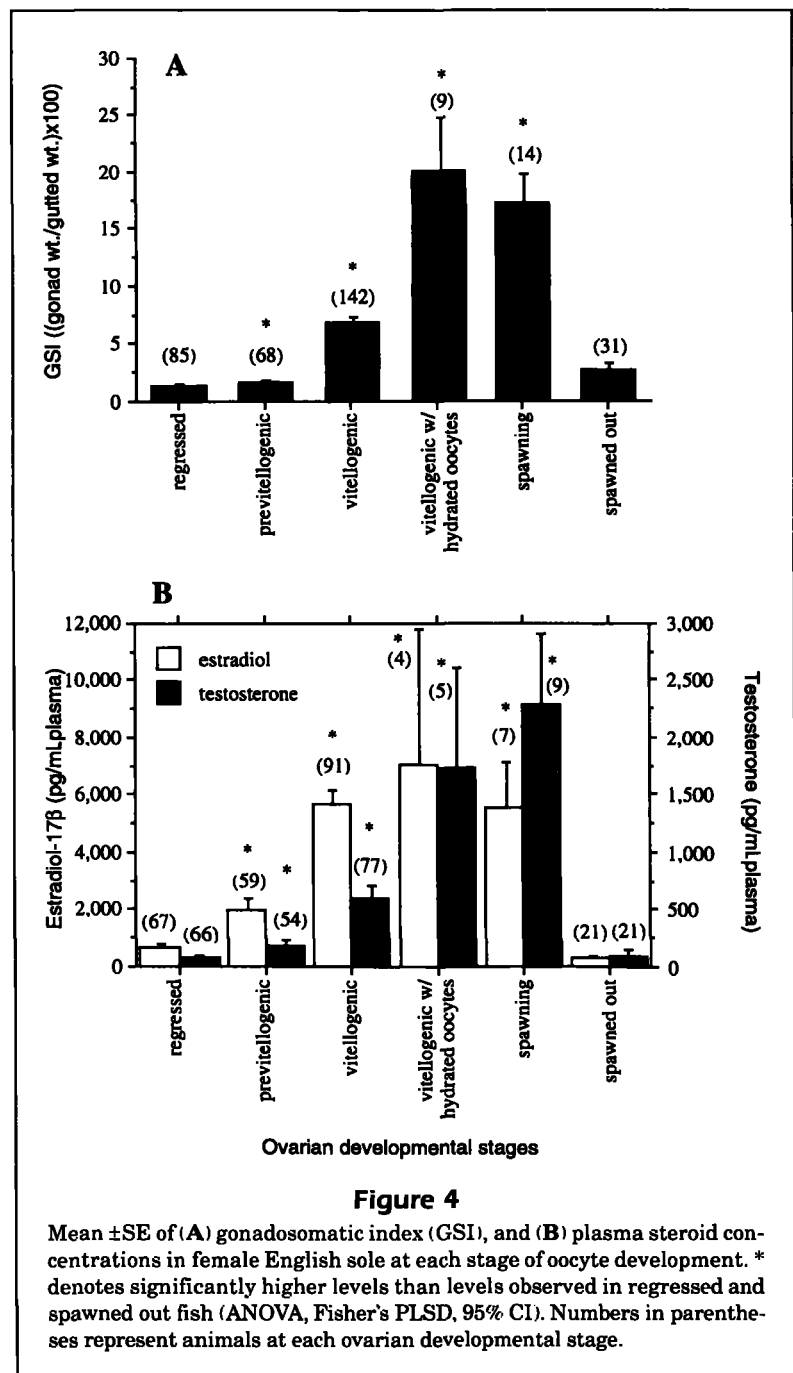 A
GSI ((gonad wt./gutted wt.)x100)
30
25
20
15
10
5
0
(85)
*
(68)
*
(142)
*
(9)
*
(14)
(31)
regressed
previtellogenic
vitellogenic
vitellogenic w/
hydrated oocytes
spawning
spawned out
B
Estradiol-17β (pg/mLplasma)
12,000
10,000
8,000
6,000
4,000
2,000
0
estradiol
testosterone
(67)
(66)
*
(59)
*
(54)
*
(91)
*
(77)
*
(4)
*
(5)
*
(7)
*
(9)
(21)
(21)
3,000
2,500
2,000
1,500
1,000
500
0
Testosterone (pg/mLplasma)
regressed
previtellogenic
vitellogenic
vitellogenic w/
hydrated oocytes
spawning
spawned out
Ovarian developmental stages
Figure 4
Mean ±SE of (A) gonadosomatic index (GSI), and (B) plasma steroid con-
centrations in female English sole at each stage of oocyte development. *
denotes significantly higher levels than levels observed in regressed and
spawned out fish (ANOVA, Fisher's PLSD, 95% CI). Numbers in parenthe-
ses represent animals at each ovarian developmental stage.